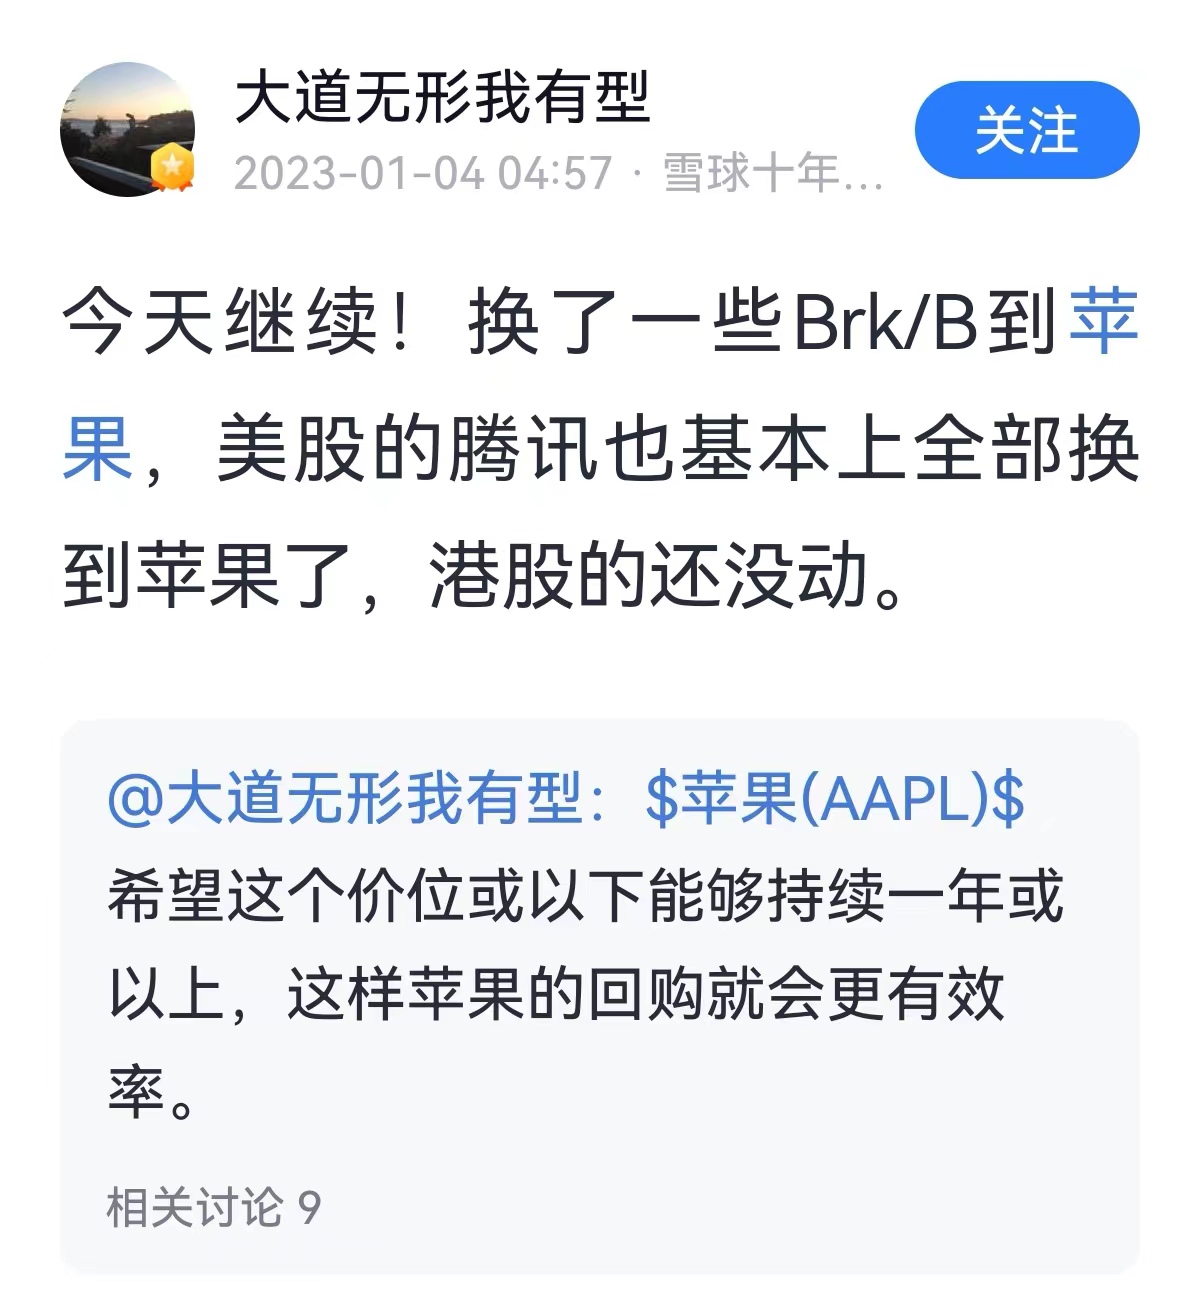 大道无形我有型
2023-01-04 04:57 · 雪球十年...
关注
今天继续！换了一些Brk/B到苹
果，美股的腾讯也基本上全部换
到苹果了，港股的还没动。
@大道无形我有型：$苹果(AAPL)$
希望这个价位或以下能够持续一年或
以上，这样苹果的回购就会更有效
率。
相关讨论 9